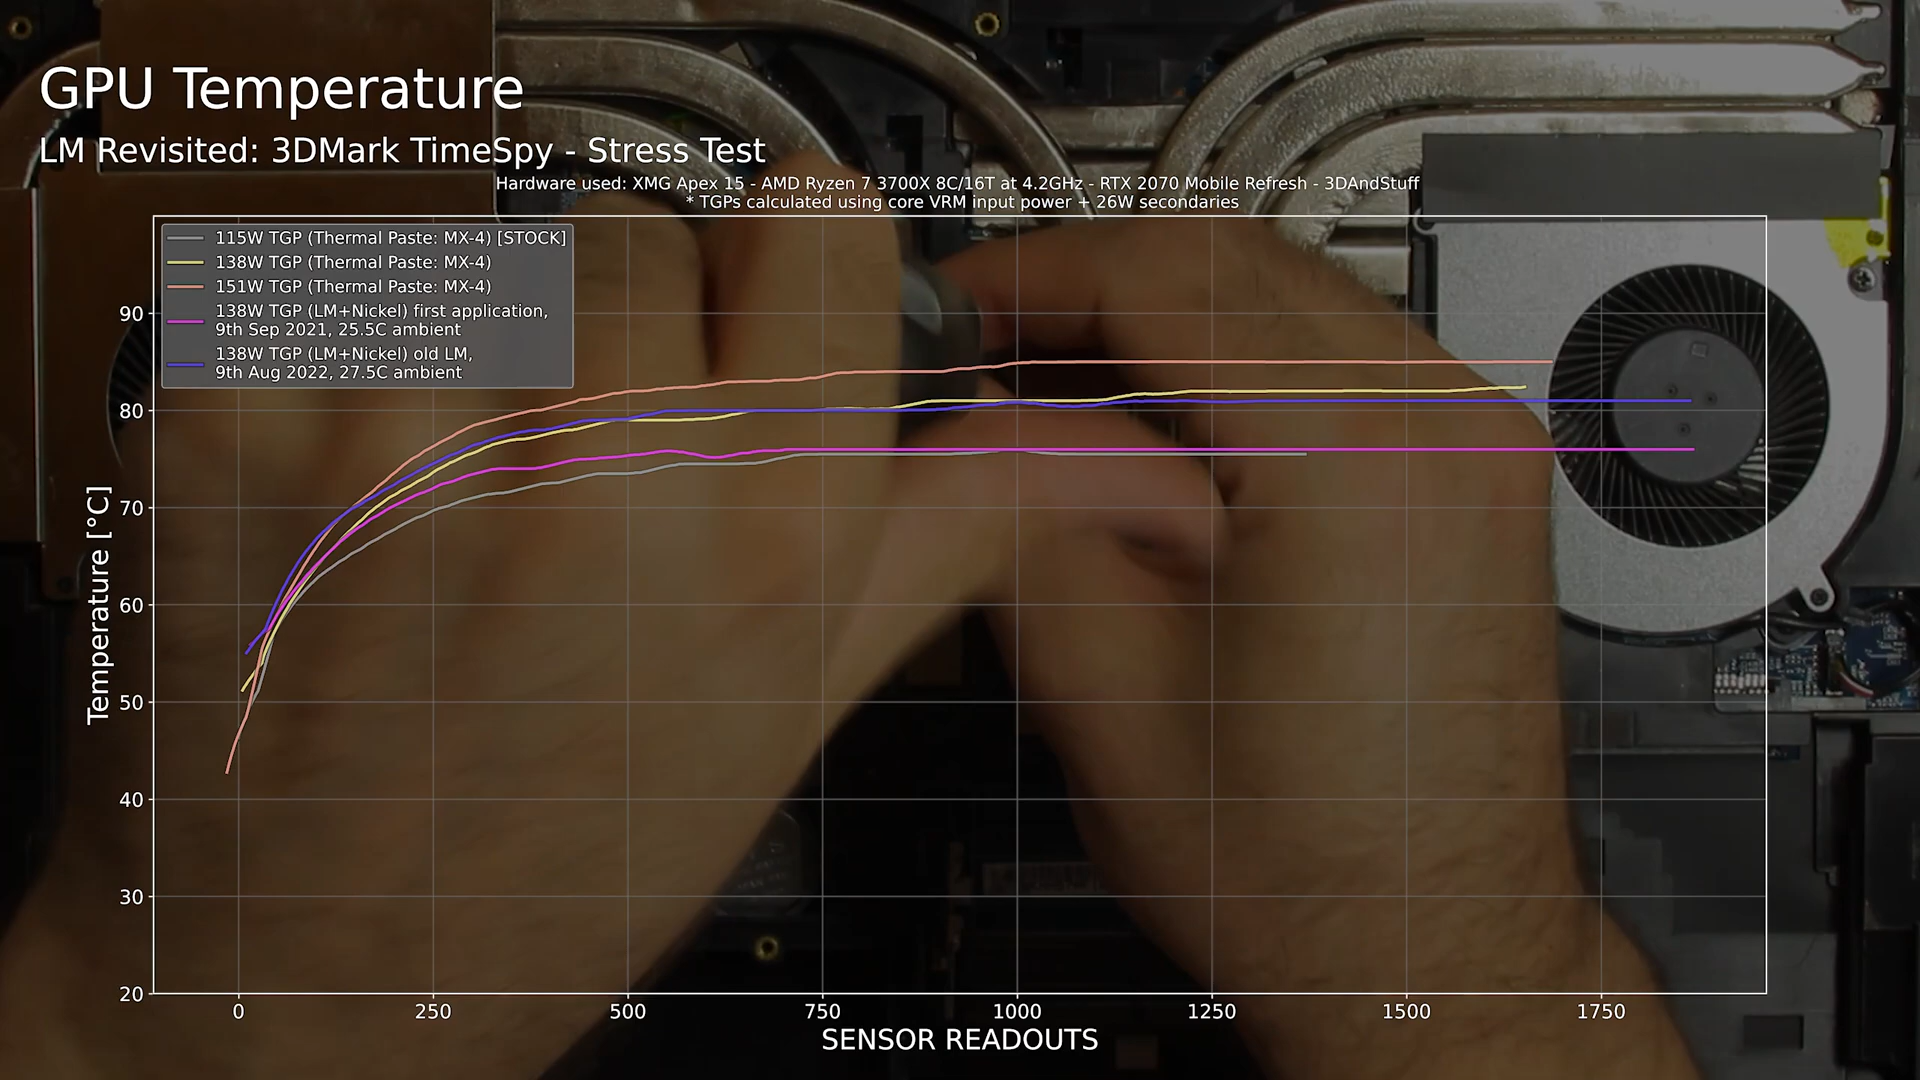 GPU Temperature
LM Revisited: 3DMark TimeSpy - Stress Test
Hardware used: XMG Apex 15 - AMD Ryzen 7 3700X 8C/16T at 4.2GHz - RTX 2070 Mobile Refresh - 3DAndStuff
* TGPs calculated using core VRM input power + 26W secondaries
115W TGP (Thermal Paste: MX-4) [STOCK]
138W TGP (Thermal Paste: MX-4)
151W TGP (Thermal Paste: MX-4)
138W TGP (LM+Nickel) first application,
9th Sep 2021, 25.5C ambient
138W TGP (LM+Nickel) old LM,
9th Aug 2022, 27.5C ambient
Temperature [°C]
90
80
70
60
50
40
30
20
0 250 500 750 1000 1250 1500 1750
SENSOR READOUTS